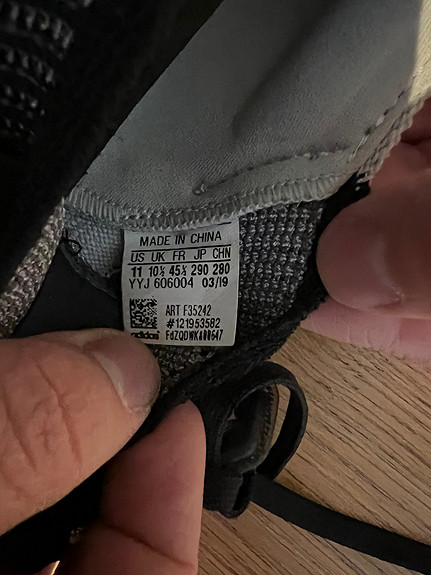 MADE IN CHINA
US UK FR JP CHN
11 10½ 45⅓ 290 280
YYJ 606004 03/19
ART F35242
#121953582
adidas